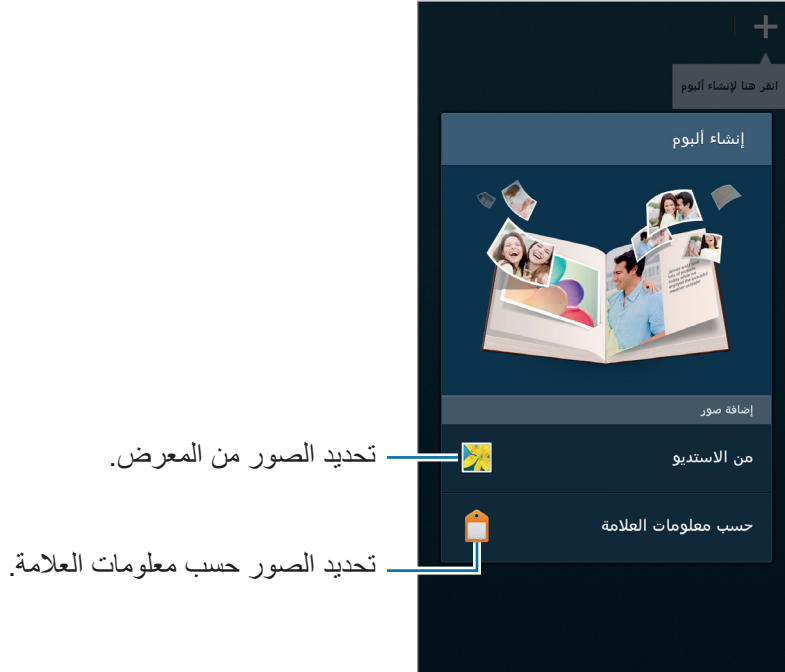 انقر هنا لإنشاء ألبوم
إنشاء ألبوم
إضافة صور
من الاستديو
تحديد الصور من المعرض.
حسب معلومات العلامة
تحديد الصور حسب معلومات العلامة.